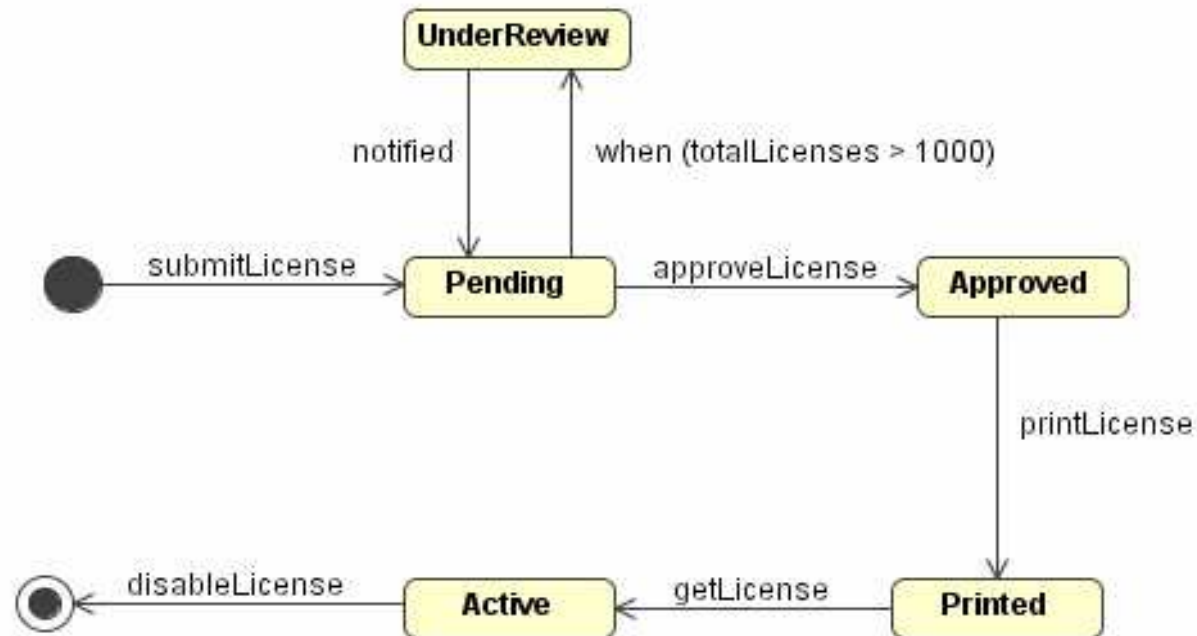 UnderReview
notified
when (totalLicenses > 1000)
submitLicense
Pending
approveLicense
Approved
printLicense
disableLicense
Active
getLicense
Printed